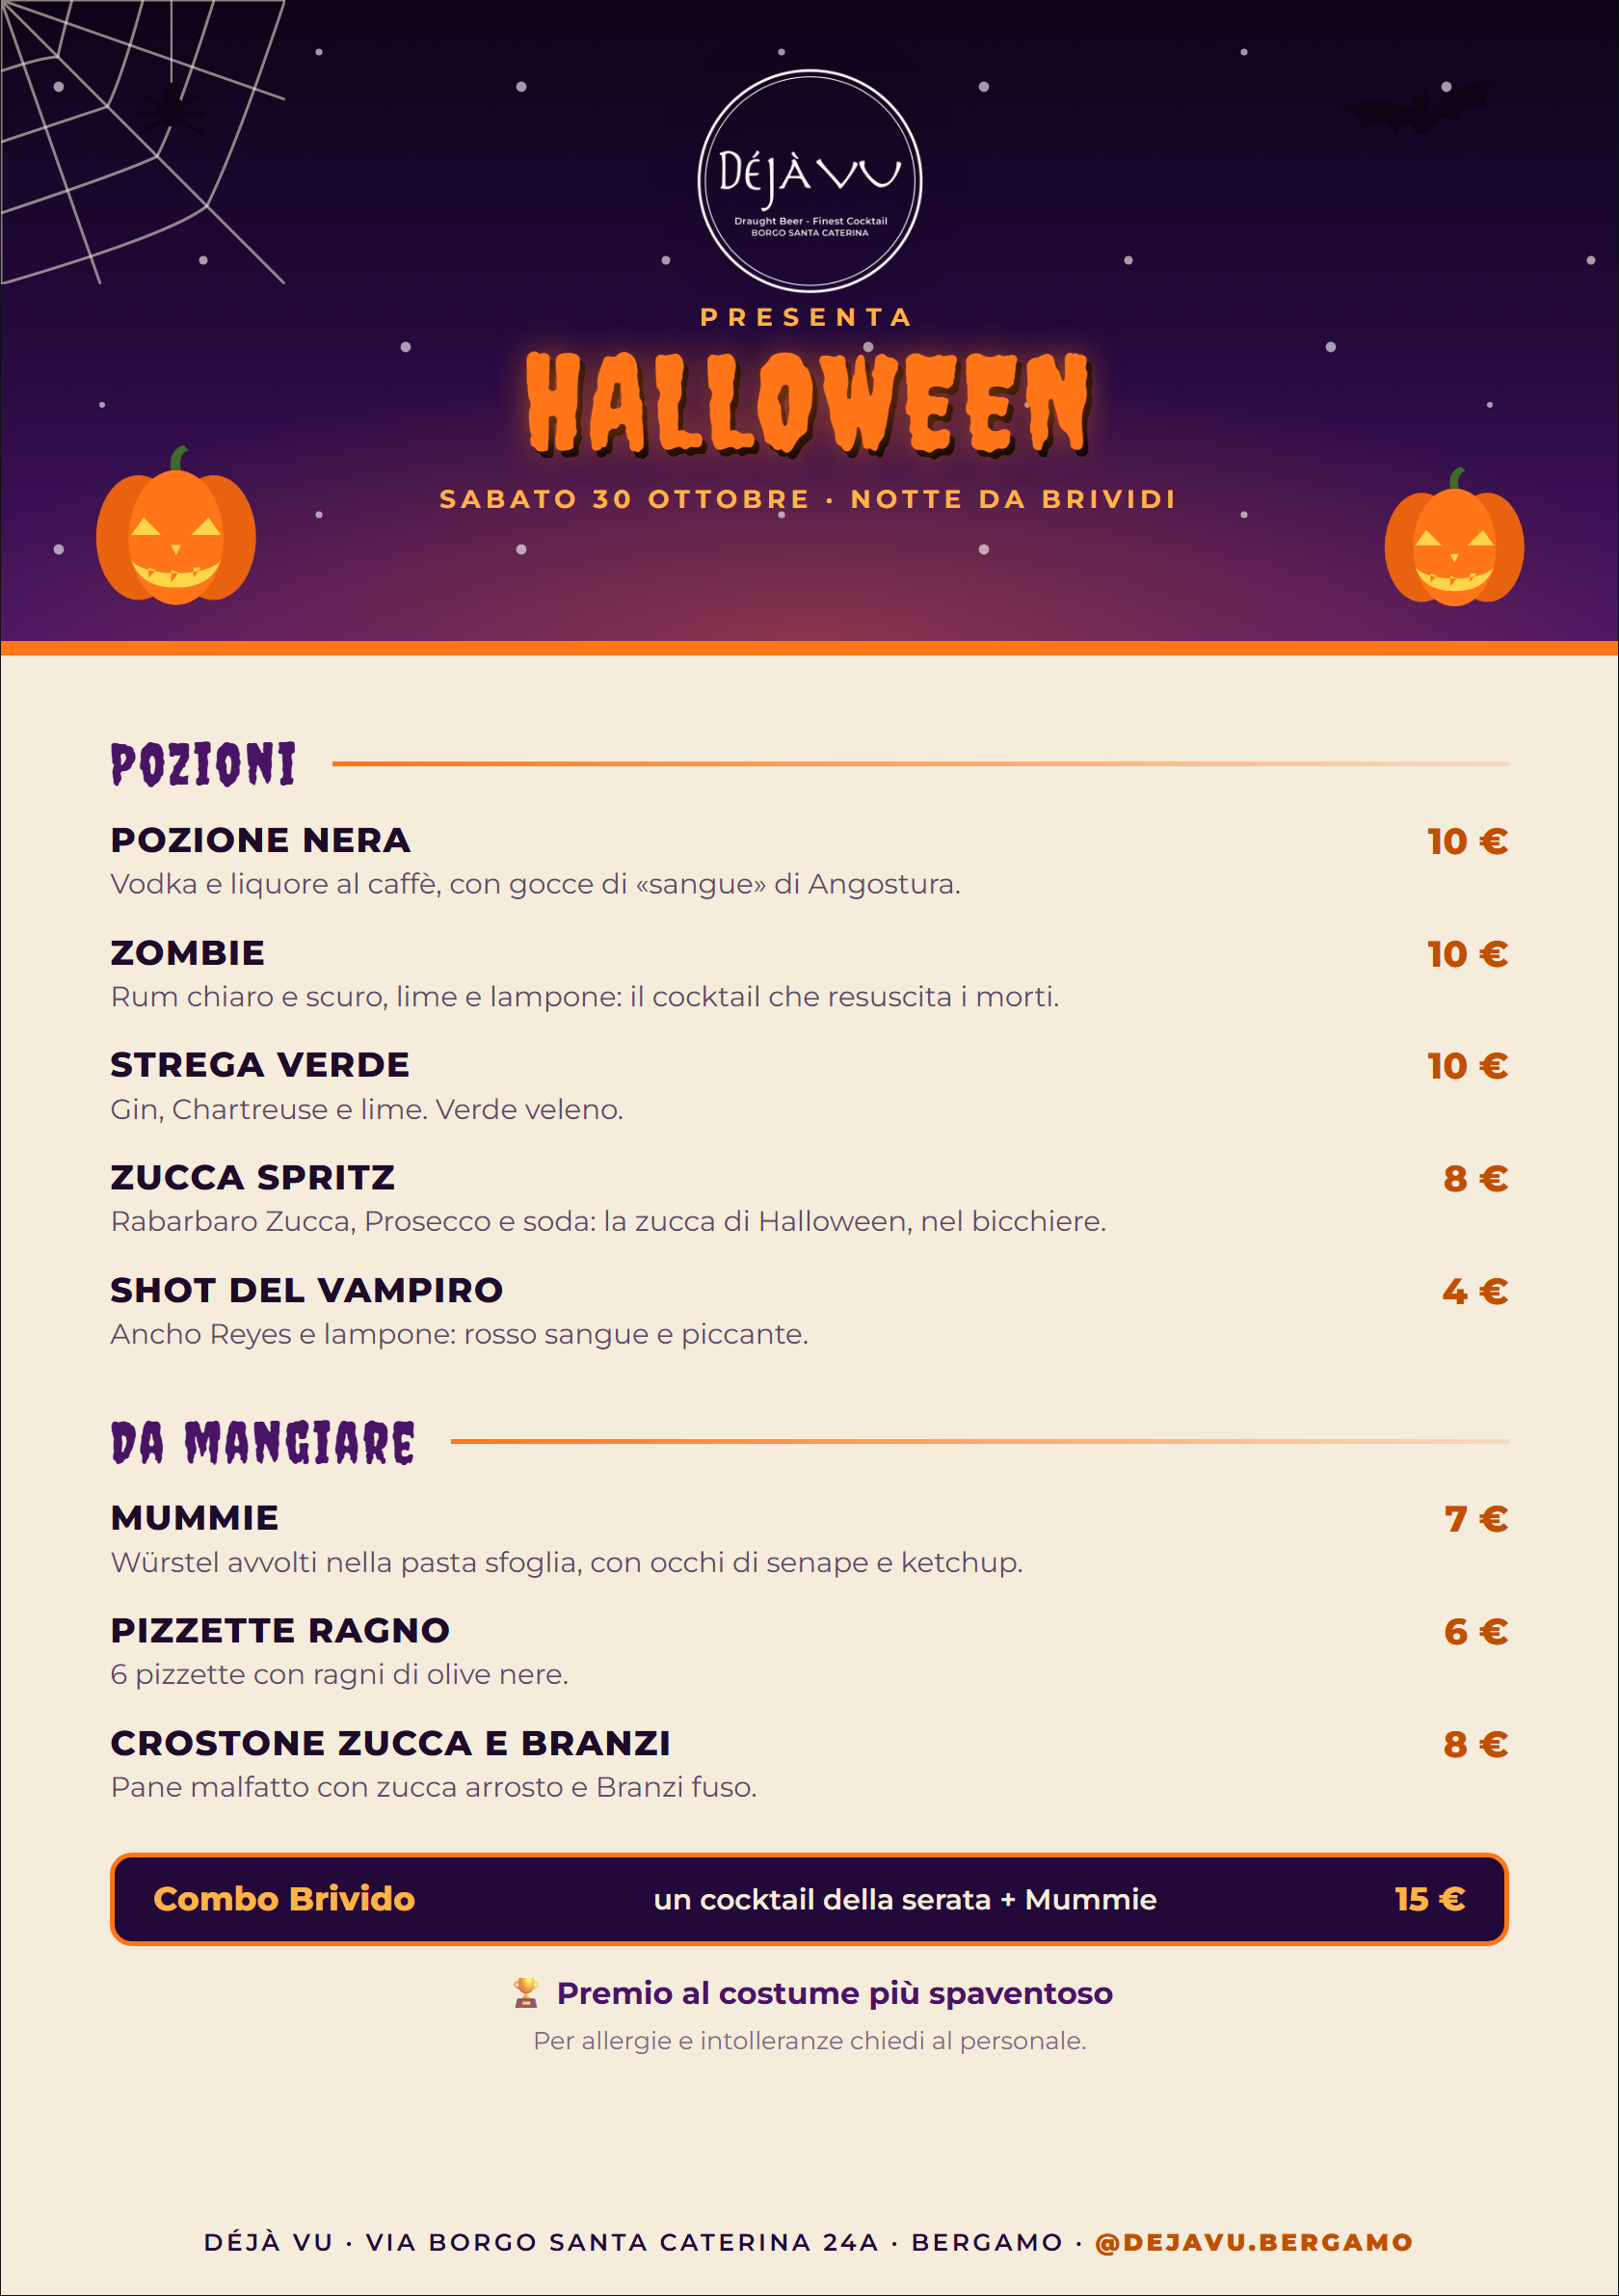 DÉJÀ VU
Draught Beer - Finest Cocktail
BORGO SANTA CATERINA
PRESENTA
HALLOWEEN
SABATO 30 OTTOBRE · NOTTE DA BRIVIDI
POZIONI
POZIONE NERA 10 €
Vodka e liquore al caffè, con gocce di «sangue» di Angostura.
ZOMBIE 10 €
Rum chiaro e scuro, lime e lampone: il cocktail che resuscita i morti.
STREGA VERDE 10 €
Gin, Chartreuse e lime. Verde veleno.
ZUCCA SPRITZ 8 €
Rabarbaro Zucca, Prosecco e soda: la zucca di Halloween, nel bicchiere.
SHOT DEL VAMPIRO 4 €
Ancho Reyes e lampone: rosso sangue e piccante.
DA MANGIARE
MUMMIE 7 €
Würstel avvolti nella pasta sfoglia, con occhi di senape e ketchup.
PIZZETTE RAGNO 6 €
6 pizzette con ragni di olive nere.
CROSTONE ZUCCA E BRANZI 8 €
Pane malfatto con zucca arrosto e Branzi fuso.
Combo Brivido un cocktail della serata + Mummie 15 €
Premio al costume più spaventoso
Per allergie e intolleranze chiedi al personale.
DÉJÀ VU · VIA BORGO SANTA CATERINA 24A · BERGAMO · @DEJAVU.BERGAMO